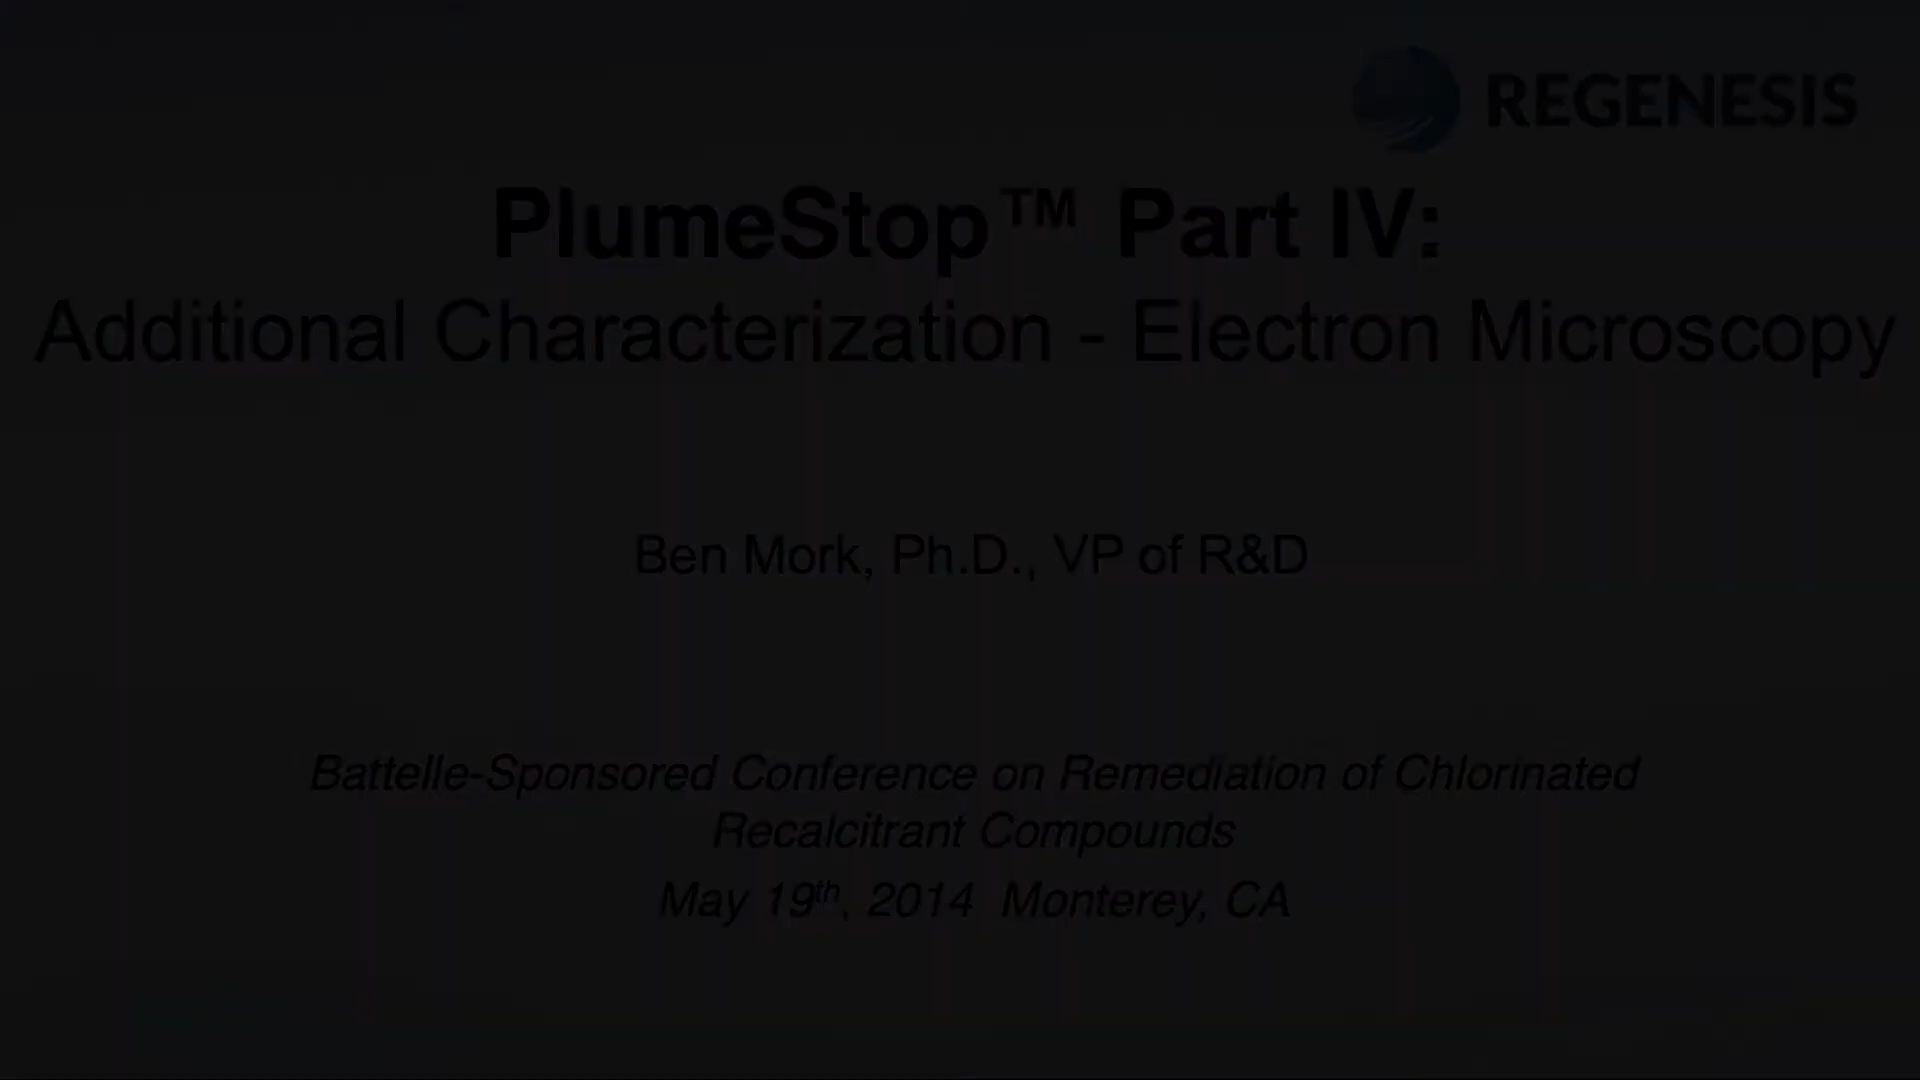 REGENESIS
PlumeStop™ Part IV:
Additional Characterization - Electron Microscopy
Ben Mork, Ph.D., VP of R&D
Battelle-Sponsored Conference on Remediation of Chlorinated
Recalcitrant Compounds
May 19th, 2014 Monterey, CA